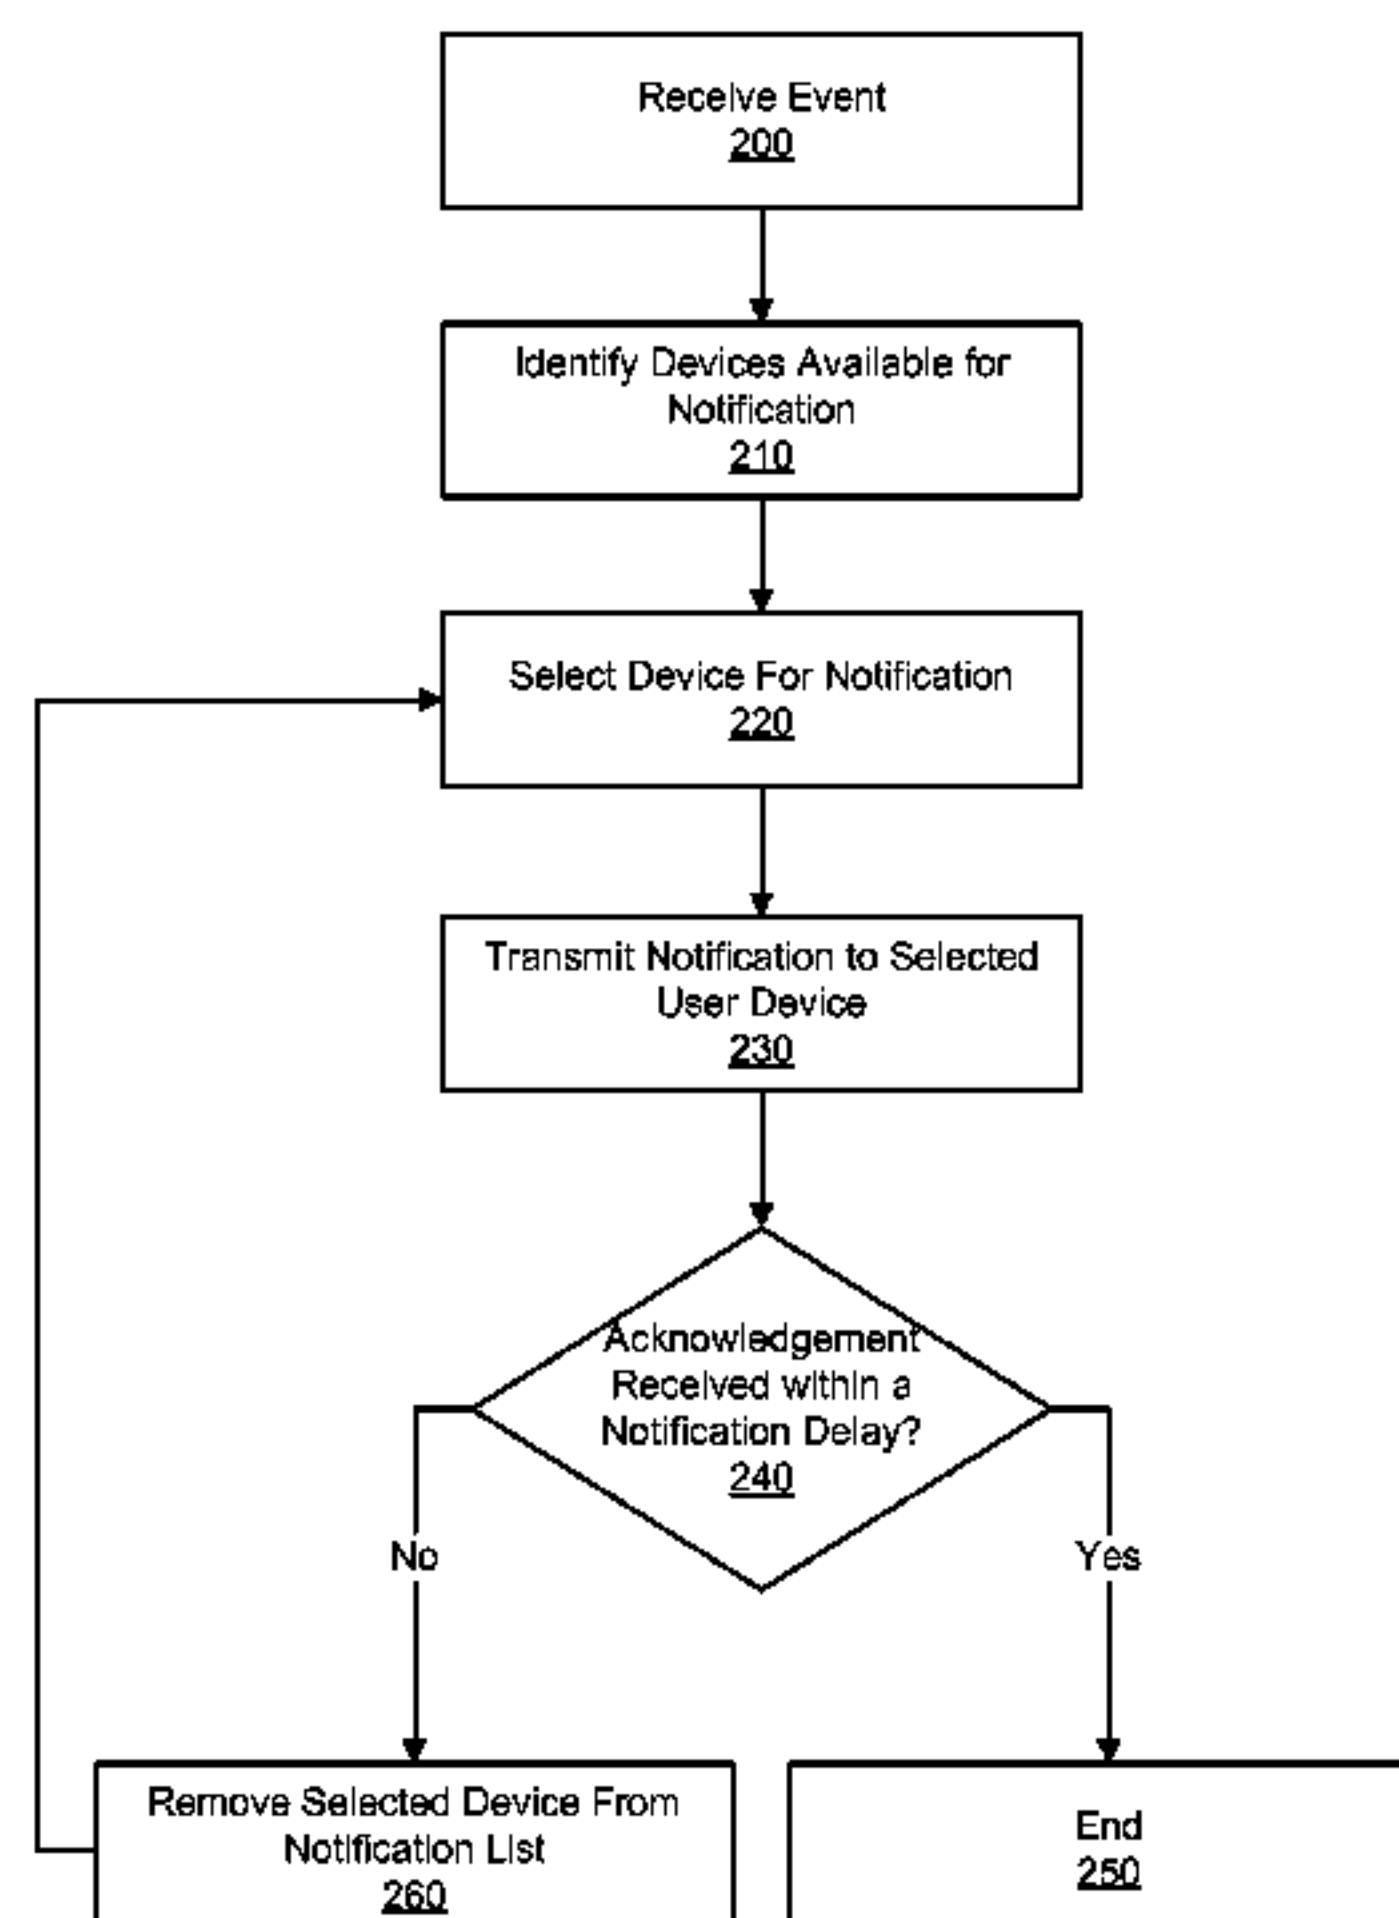 Receive Event
200
Identify Devices Available for
Notification
210
Select Device For Notification
220
Transmit Notification to Selected
User Device
230
Acknowledgement
Received within a
Notification Delay?
240
No
Yes
Remove Selected Device From
Notification List
260
End
250